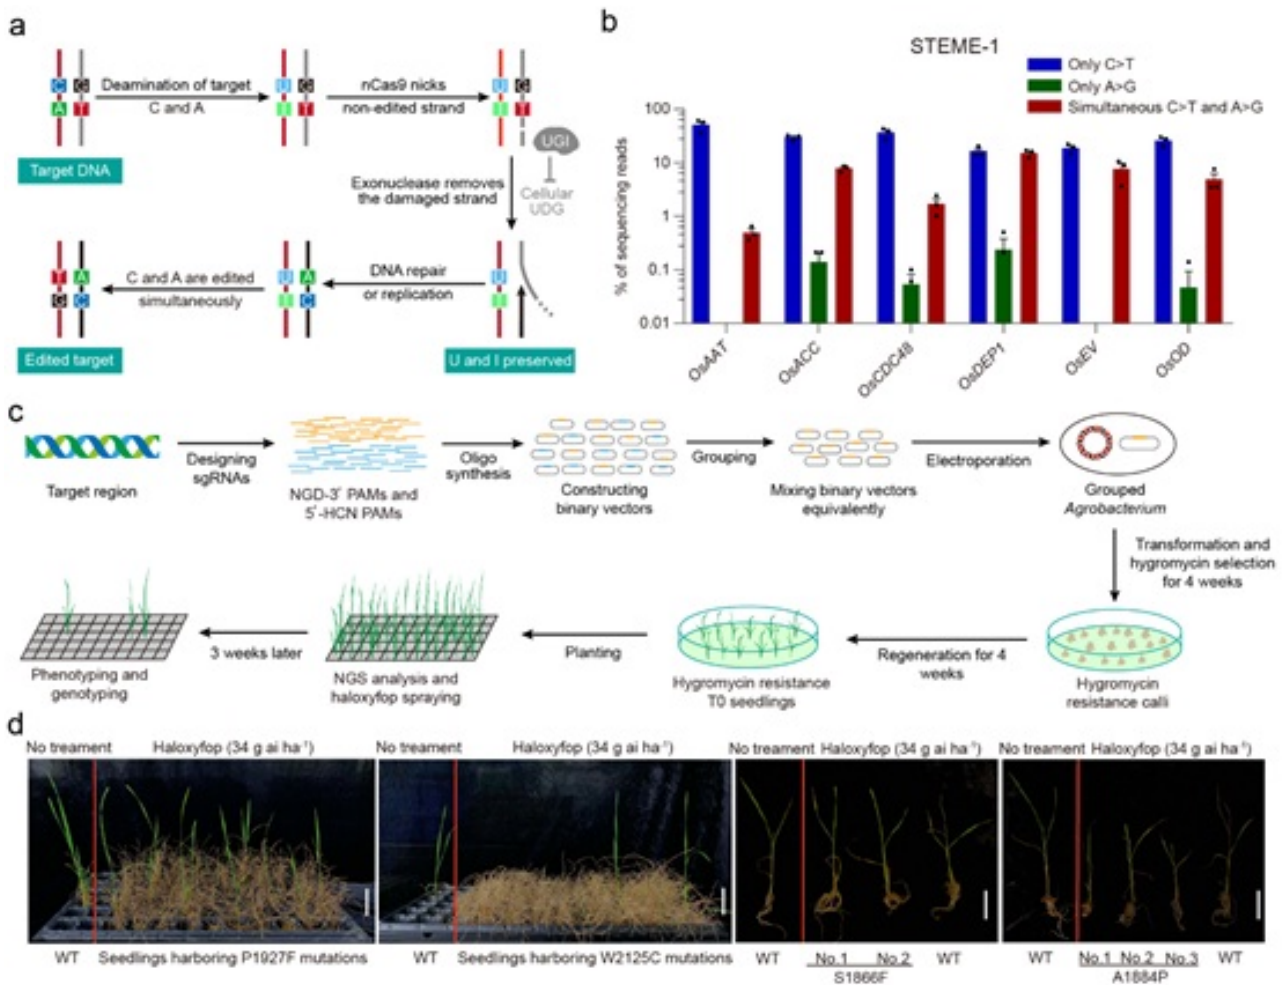 a
C G
A T
Deamination of target
C and A
U G
I T
nCas9 nicks
non-edited strand
U G
I T
UGI
Cellular
UDG
Target DNA
Exonuclease removes
the damaged strand
T A
G C
C and A are edited
simultaneously
U A
I C
DNA repair
or replication
U
I
Edited target
U and I preserved
b
STEME-1
Only C>T
Only A>G
Simultaneous C>T and A>G
% of sequencing reads
100
10
1
0.1
0.01
OsAAT
OsACC
OsCDC48
OsDEP1
OsEV
OsOD
c
Target region
Designing
sgRNAs
NGD-3′ PAMs and
5′-HCN PAMs
Oligo
synthesis
Constructing
binary vectors
Grouping
Mixing binary vectors
equivalently
Electroporation
Grouped
Agrobacterium
Transformation and
hygromycin selection
for 4 weeks
Hygromycin
resistance calli
Regeneration for 4
weeks
Hygromycin resistance
T0 seedlings
Planting
NGS analysis and
haloxyfop spraying
3 weeks later
Phenotyping and
genotyping
d
No treament Haloxyfop (34 g ai ha⁻¹)
WT Seedlings harboring P1927F mutations
Haloxyfop (34 g ai ha⁻¹)
Seedlings harboring W2125C mutations
No treament Haloxyfop (34 g ai ha⁻¹)
WT No.1 No.2 WT
S1866F
No treament Haloxyfop (34 g ai ha⁻¹)
WT No.1 No.2 No.3 WT
A1884P